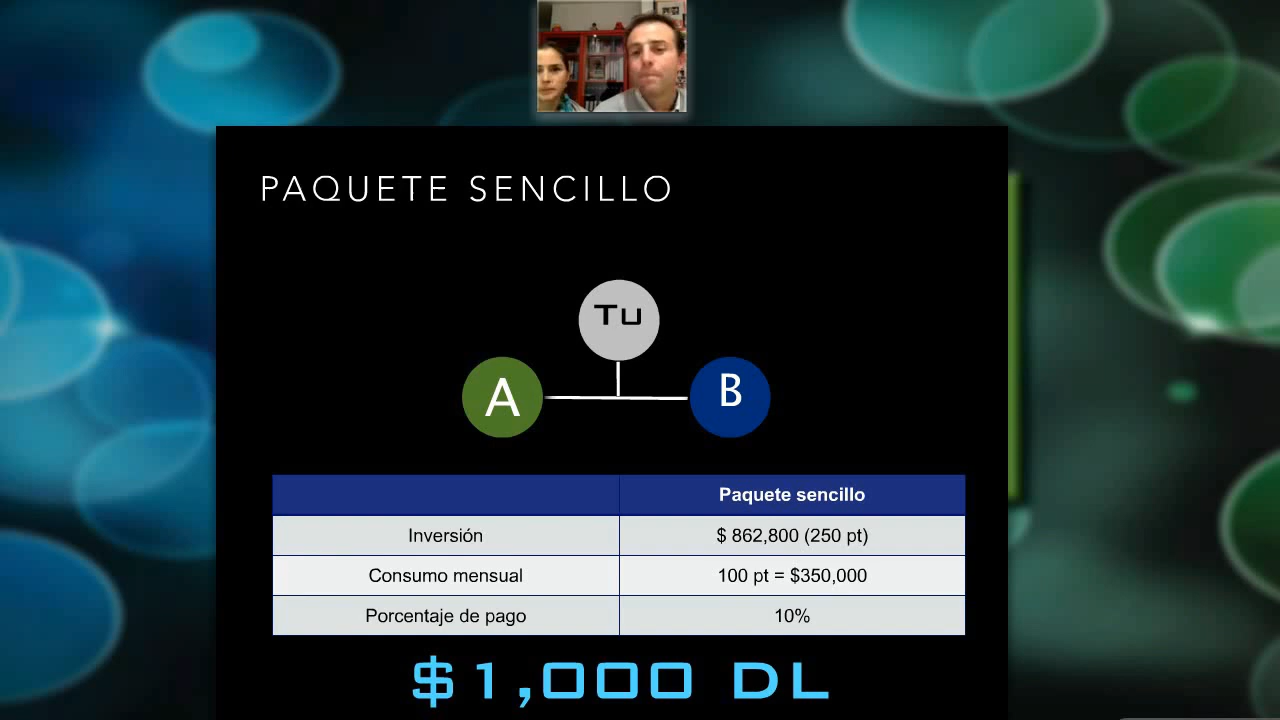 PAQUETE SENCILLO
Tu
A
B
Paquete sencillo
Inversión $ 862,800 (250 pt)
Consumo mensual 100 pt = $350,000
Porcentaje de pago 10%
$1,000 DL